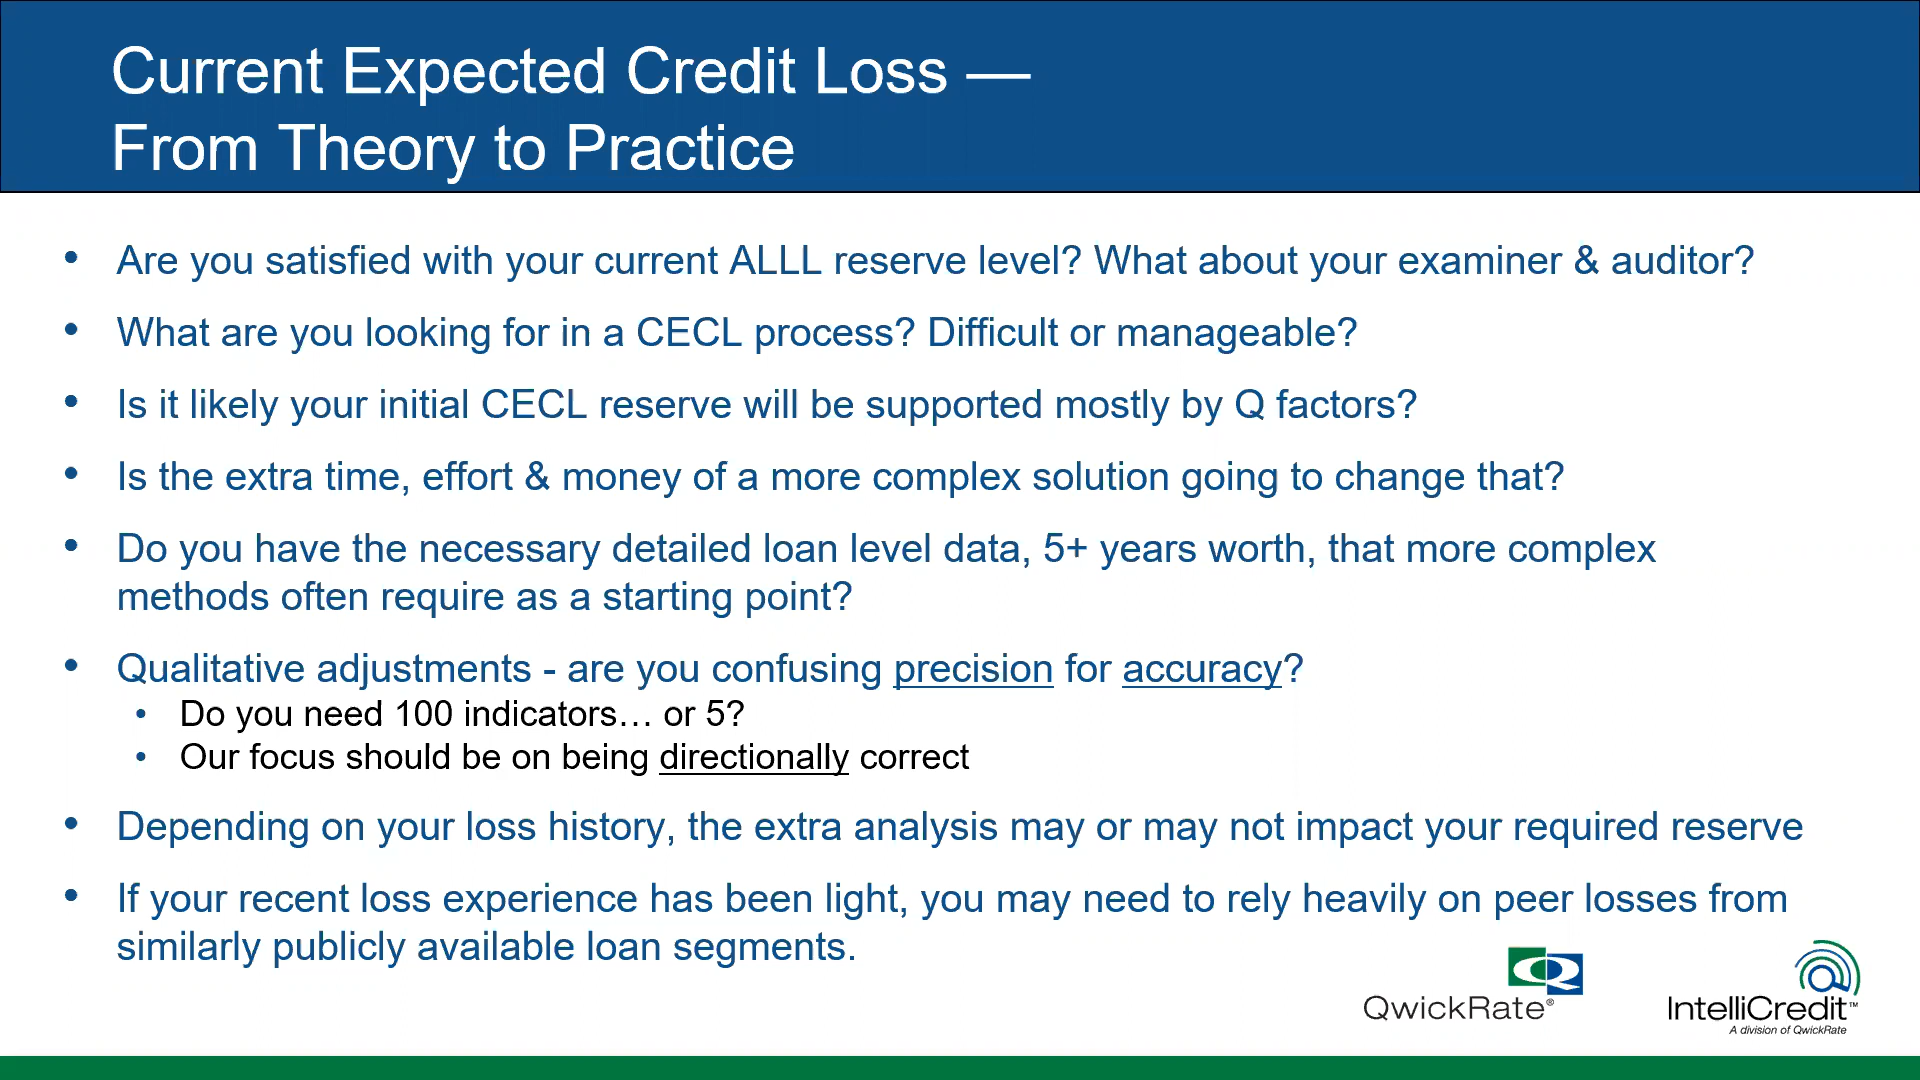 Current Expected Credit Loss —
From Theory to Practice
• Are you satisfied with your current ALLL reserve level? What about your examiner & auditor?
• What are you looking for in a CECL process? Difficult or manageable?
• Is it likely your initial CECL reserve will be supported mostly by Q factors?
• Is the extra time, effort & money of a more complex solution going to change that?
• Do you have the necessary detailed loan level data, 5+ years worth, that more complex
methods often require as a starting point?
• Qualitative adjustments - are you confusing precision for accuracy?
• Do you need 100 indicators… or 5?
• Our focus should be on being directionally correct
• Depending on your loss history, the extra analysis may or may not impact your required reserve
• If your recent loss experience has been light, you may need to rely heavily on peer losses from
similarly publicly available loan segments.
QwickRate®
IntelliCredit™
A division of QwickRate